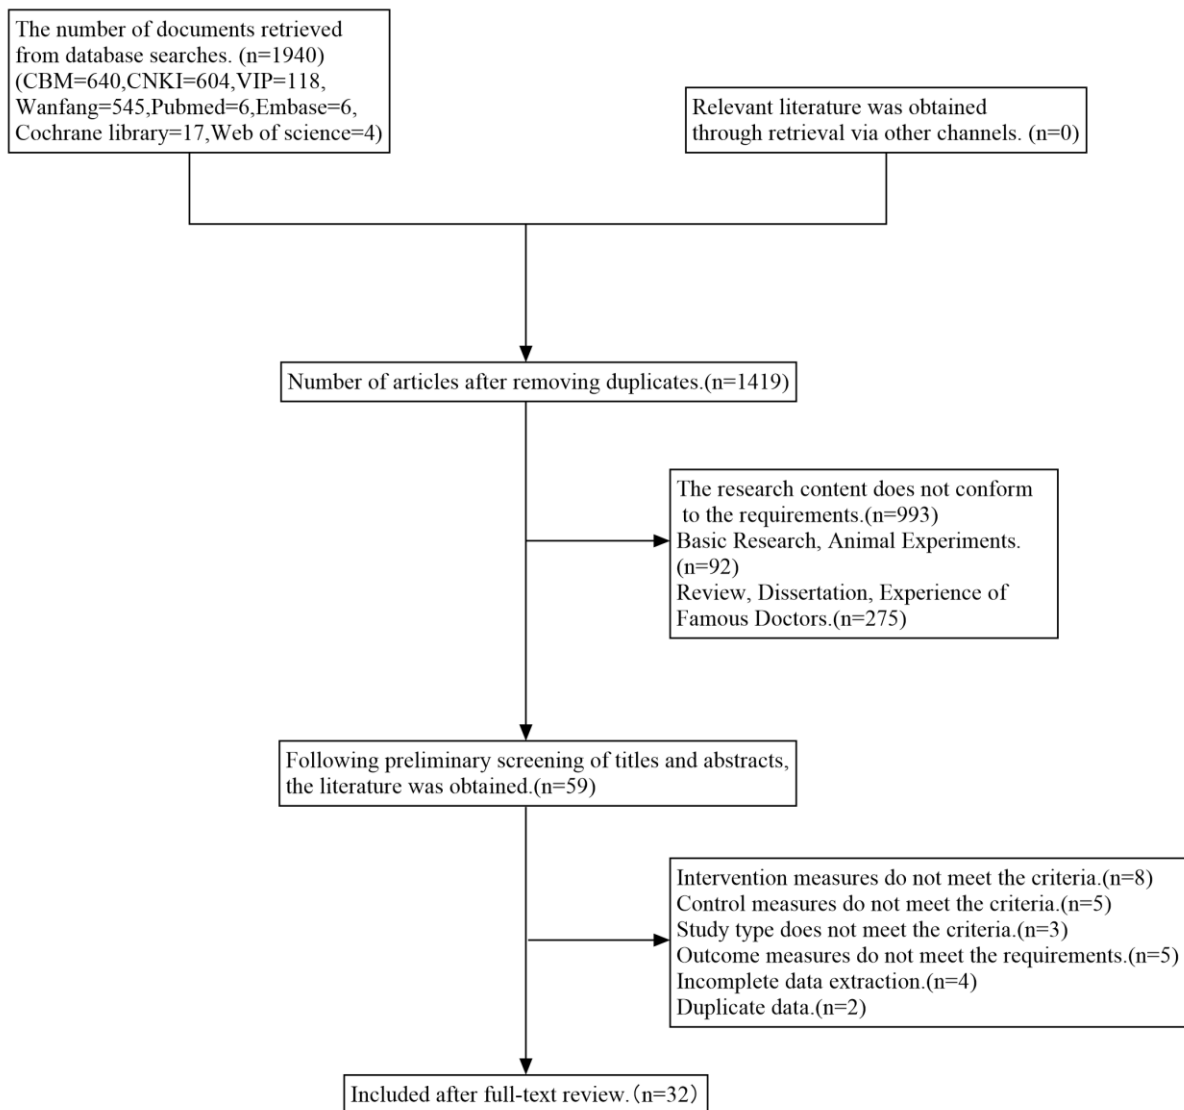 The number of documents retrieved
from database searches. (n=1940)
(CBM=640,CNKI=604,VIP=118,
Wanfang=545,Pubmed=6,Embase=6,
Cochrane library=17,Web of science=4)
Relevant literature was obtained
through retrieval via other channels. (n=0)
Number of articles after removing duplicates.(n=1419)
The research content does not conform
to the requirements.(n=993)
Basic Research, Animal Experiments.
(n=92)
Review, Dissertation, Experience of
Famous Doctors.(n=275)
Following preliminary screening of titles and abstracts,
the literature was obtained.(n=59)
Intervention measures do not meet the criteria.(n=8)
Control measures do not meet the criteria.(n=5)
Study type does not meet the criteria.(n=3)
Outcome measures do not meet the requirements.(n=5)
Incomplete data extraction.(n=4)
Duplicate data.(n=2)
Included after full-text review.(n=32)